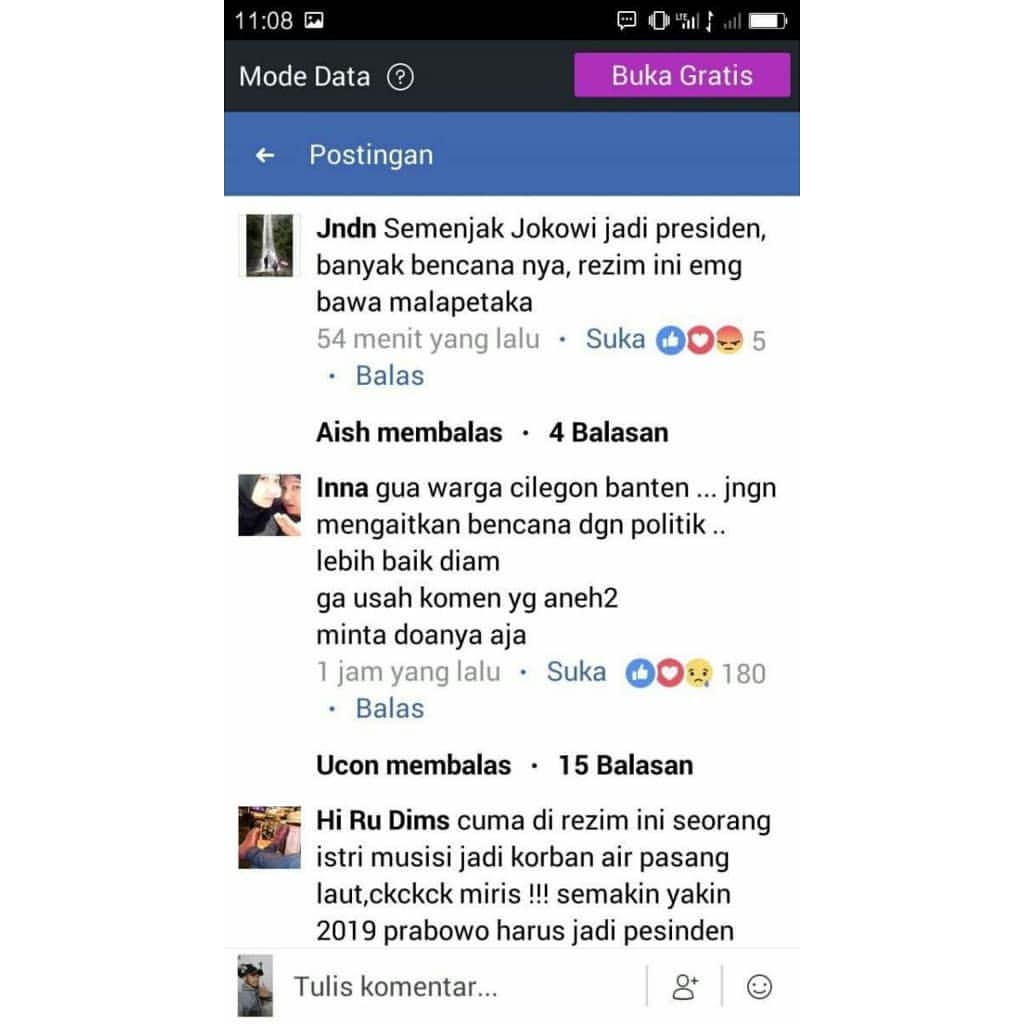 11:08
LTE
Mode Data ?
Buka Gratis
Postingan
Jndn Semenjak Jokowi jadi presiden,
banyak bencana nya, rezim ini emg
bawa malapetaka
54 menit yang lalu · Suka 5
· Balas
Aish membalas · 4 Balasan
Inna gua warga cilegon banten ... jngn
mengaitkan bencana dgn politik ..
lebih baik diam
ga usah komen yg aneh2
minta doanya aja
1 jam yang lalu · Suka 180
· Balas
Ucon membalas · 15 Balasan
Hi Ru Dims cuma di rezim ini seorang
istri musisi jadi korban air pasang
laut,ckckck miris !!! semakin yakin
2019 prabowo harus jadi pesinden
Tulis komentar...